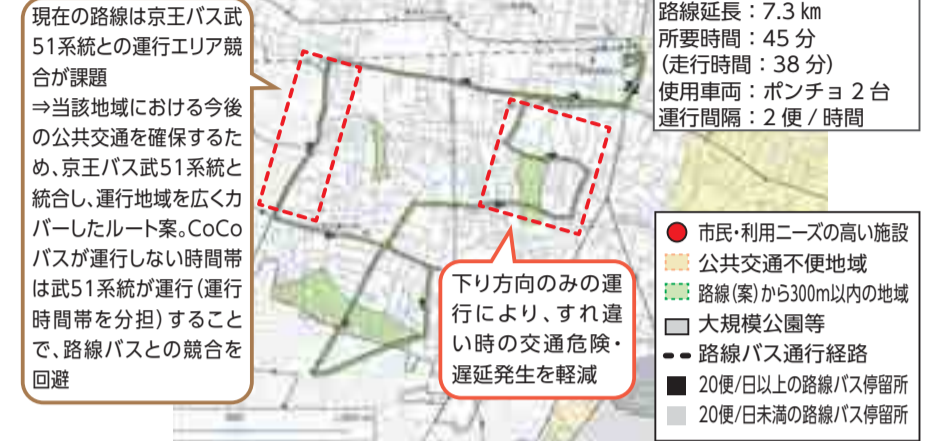 現在の路線は京王バス武
51系統との運行エリア競
合が課題
⇒当該地域における今後
の公共交通を確保するた
め、京王バス武51系統と
統合し、運行地域を広くカ
バーしたルート案。CoCo
バスが運行しない時間帯
は武51系統が運行(運行
時間帯を分担)すること
で、路線バスとの競合を
回避
下り方向のみの運
行により、すれ違
い時の交通危険・
遅延発生を軽減
路線延長：7.3 km
所要時間：45 分
(走行時間：38 分)
使用車両：ポンチョ 2 台
運行間隔：2 便 / 時間
市民・利用ニーズの高い施設
公共交通不便地域
路線(案)から300m以内の地域
大規模公園等
路線バス通行経路
20便/日以上の路線バス停留所
20便/日未満の路線バス停留所